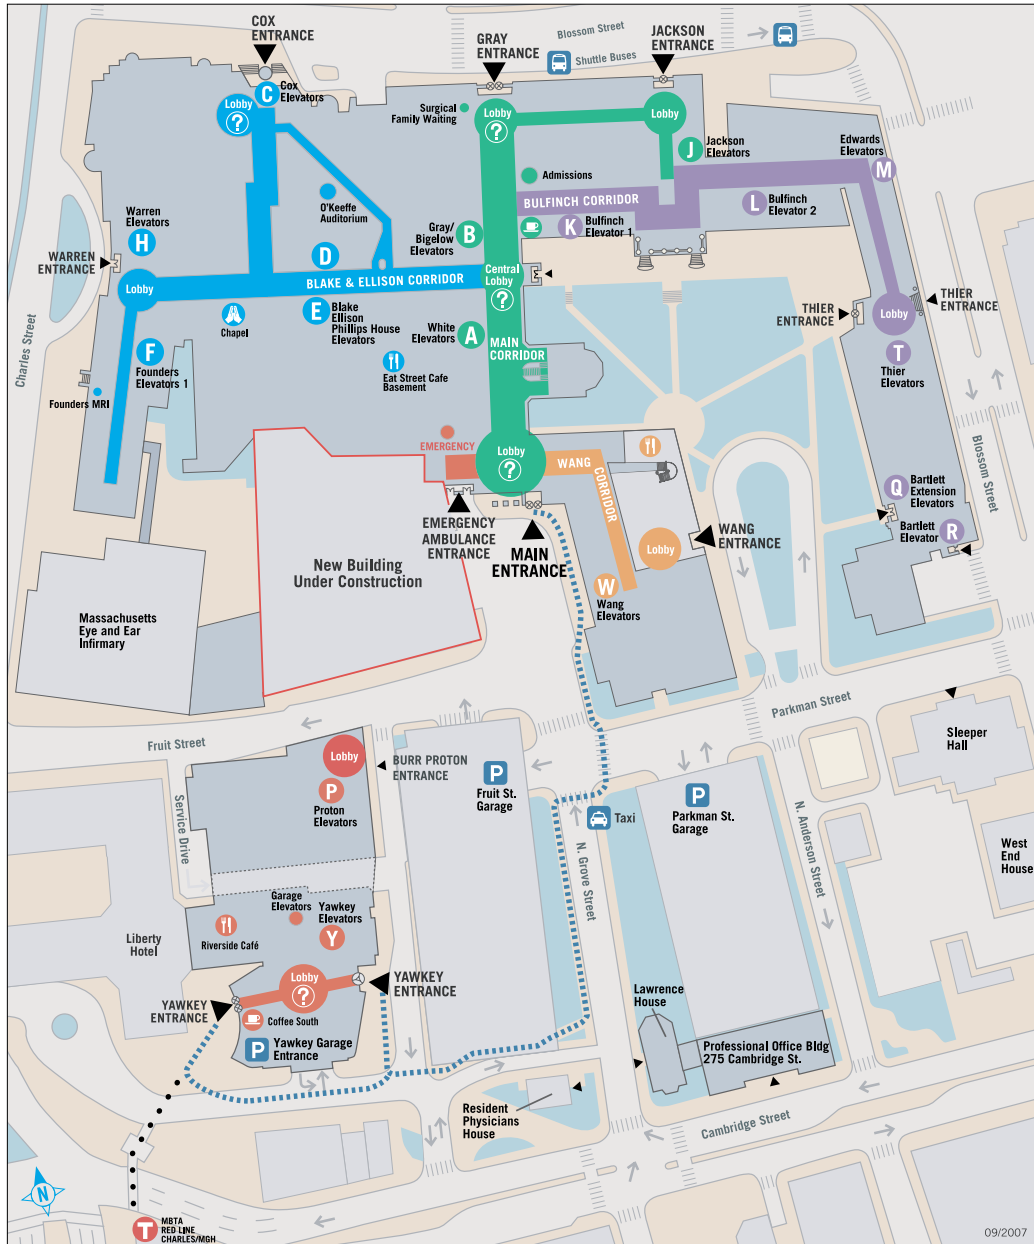 COX
ENTRANCE
GRAY
ENTRANCE
Blossom Street
JACKSON
ENTRANCE
Shuttle Buses
C
Cox
Elevators
Lobby
?
Surgical
Family Waiting
Lobby
?
Lobby
J
Jackson
Elevators
Edwards
Elevators
M
Admissions
O'Keeffe
Auditorium
BULFINCH CORRIDOR
L
Bulfinch
Elevator 2
K
Bulfinch
Elevator 1
Warren
Elevators
H
Gray/
Bigelow
Elevators
B
D
WARREN
ENTRANCE
Lobby
BLAKE & ELLISON CORRIDOR
Central
Lobby
?
THIER
ENTRANCE
THIER
ENTRANCE
Lobby
Charles Street
Chapel
E
Blake
Ellison
Phillips House
Elevators
White
Elevators
A
MAIN
CORRIDOR
T
Thier
Elevators
F
Founders
Elevators 1
Eat Street Cafe
Basement
Founders MRI
EMERGENCY
Lobby
?
WANG
CORRIDOR
Blossom Street
Q
Bartlett
Extension
Elevators
Bartlett
Elevator
R
EMERGENCY
AMBULANCE
ENTRANCE
MAIN
ENTRANCE
WANG
ENTRANCE
Lobby
W
Wang
Elevators
New Building
Under Construction
Massachusetts
Eye and Ear
Infirmary
Parkman Street
Fruit Street
Sleeper
Hall
Lobby
BURR PROTON
ENTRANCE
P
Proton
Elevators
P
Fruit St.
Garage
P
Parkman St.
Garage
Taxi
Service Drive
N. Grove Street
N. Anderson Street
West
End
House
Garage
Elevators
Yawkey
Elevators
Y
Riverside Café
Liberty
Hotel
Lobby
?
YAWKEY
ENTRANCE
YAWKEY
ENTRANCE
Coffee South
P
Yawkey Garage
Entrance
Lawrence
House
Professional Office Bldg
275 Cambridge St.
Resident
Physicians
House
Cambridge Street
N
T
MBTA
RED LINE
CHARLES/MGH
09/2007